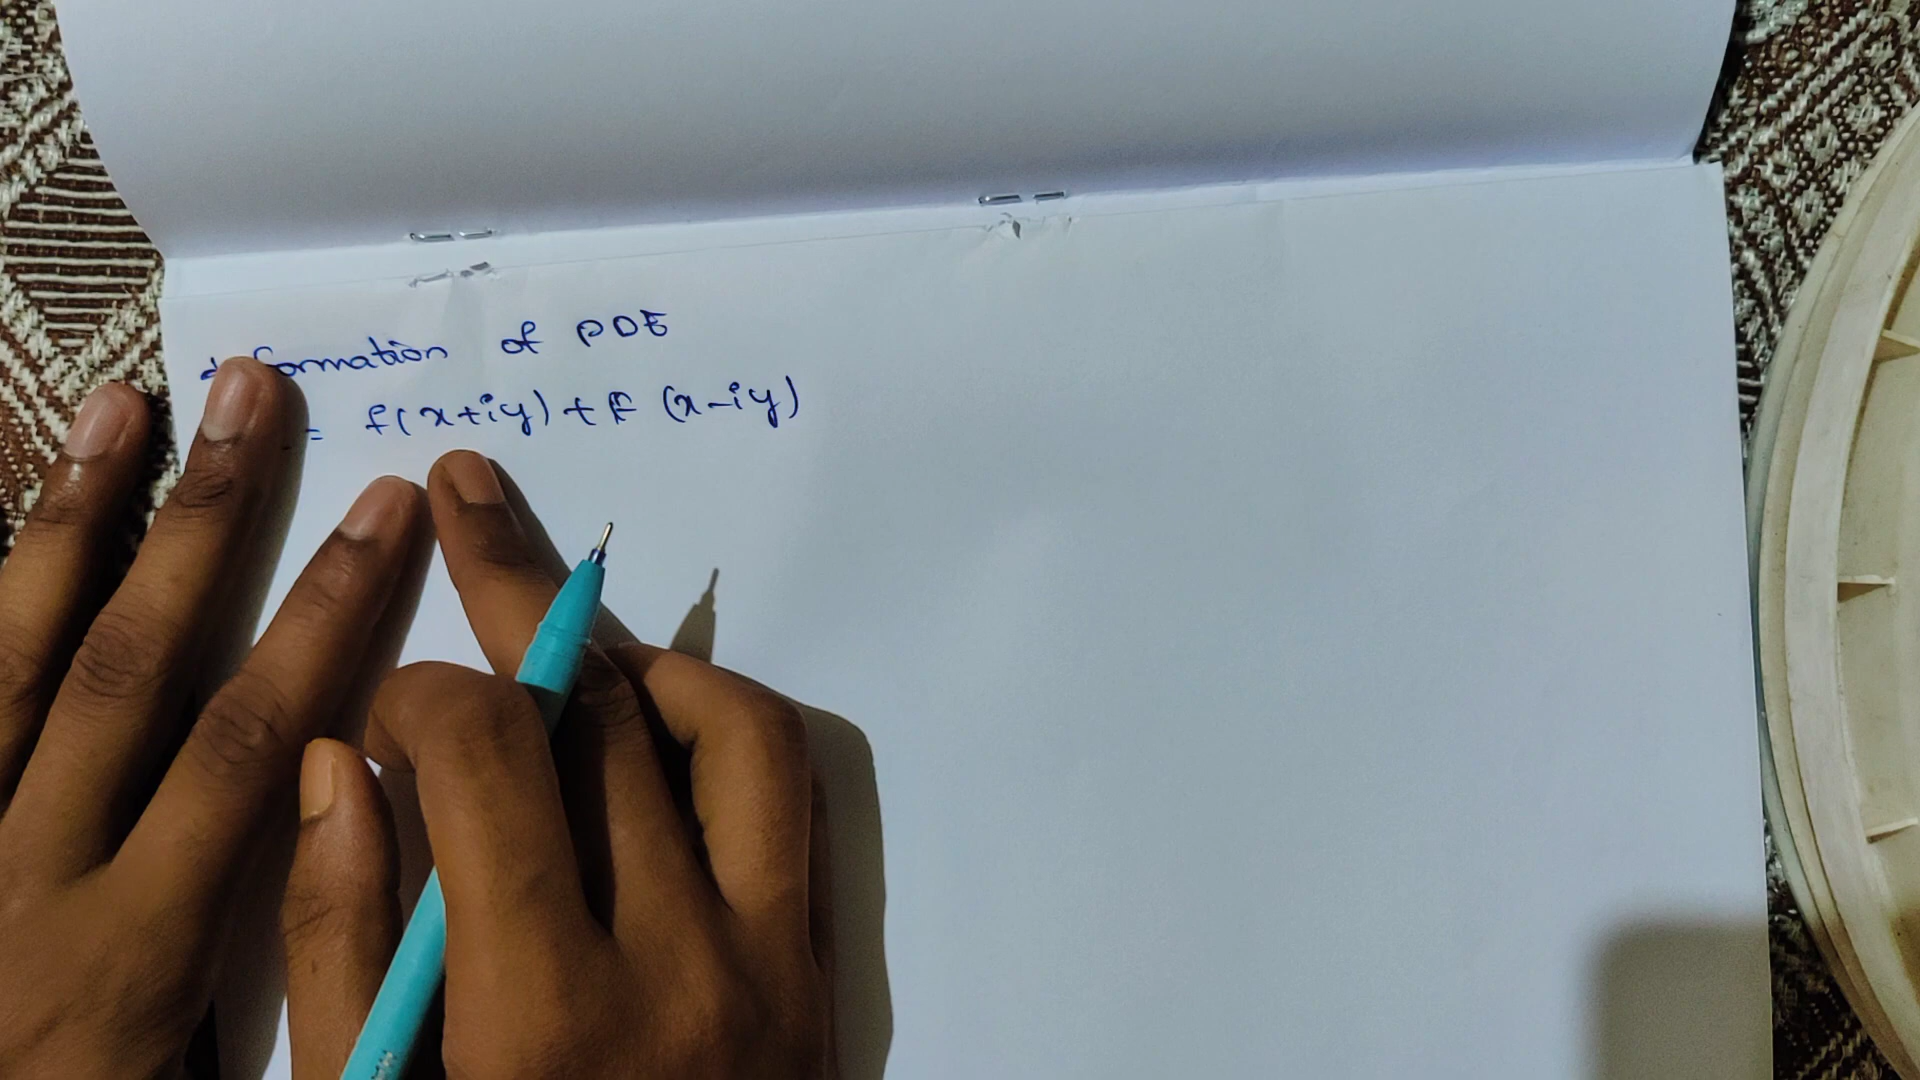 formation of PDE
= f(x+iy) + F (x-iy)